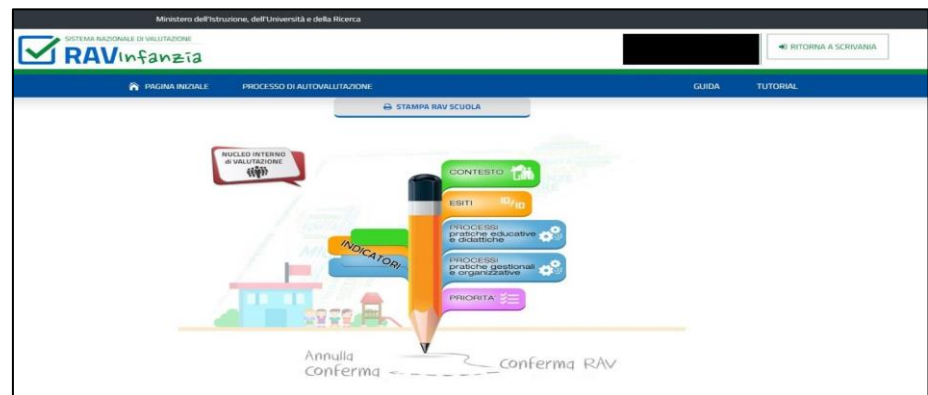 Ministero dell'Istruzione, dell'Università e della Ricerca
SISTEMA NAZIONALE DI VALUTAZIONE
RAVInfanzia
RITORNA A SCRIVANIA
PAGINA INIZIALE
PROCESSO DI AUTOVALUTAZIONE
GUIDA
TUTORIAL
STAMPA RAV SCUOLA
NUCLEO INTERNO
di VALUTAZIONE
CONTESTO
ESITI
PROCESSI
pratiche educative
e didattiche
INDICATORI
PROCESSI
pratiche gestionali
e organizzative
PRIORITA'
Annulla
conferma
conferma RAV